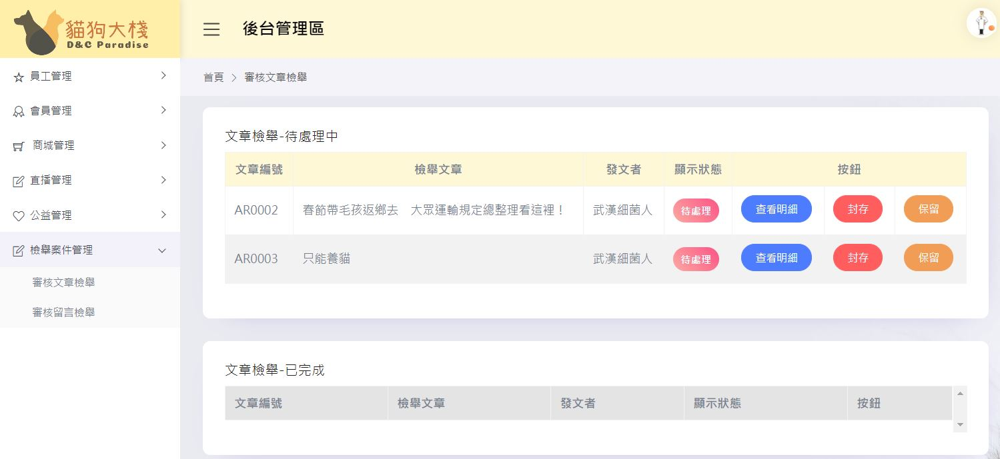 貓狗大棧
D&C Paradise
後台管理區
員工管理
會員管理
商城管理
直播管理
公益管理
檢舉案件管理
審核文章檢舉
審核留言檢舉
首頁 > 審核文章檢舉
文章檢舉-待處理中
文章編號 檢舉文章 發文者 顯示狀態 按鈕
AR0002 春節帶毛孩返鄉去　大眾運輸規定總整理看這裡！ 武漢細菌人 待處理 查看明細 封存 保留
AR0003 只能養貓 武漢細菌人 待處理 查看明細 封存 保留
文章檢舉-已完成
文章編號 檢舉文章 發文者 顯示狀態 按鈕